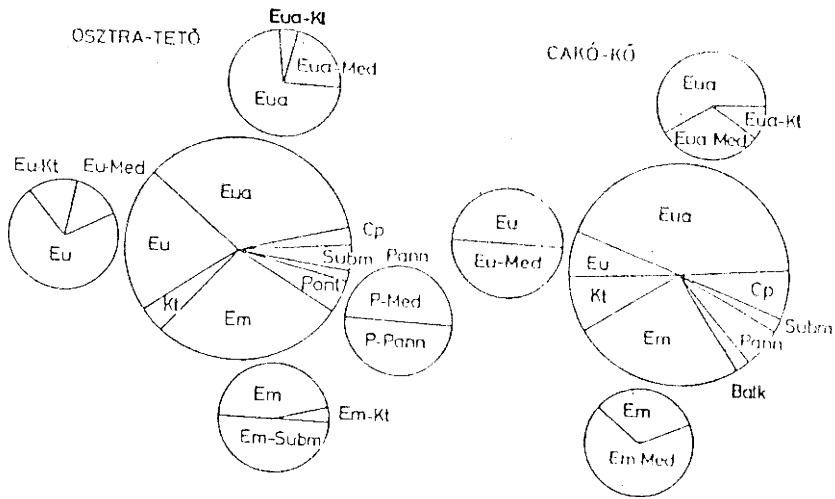 OSZTRA-TETŐ
Eua-Kt
Eua-Med
Eua
Eu-Kt
Eu-Med
Eu
Eua
Eu
Kt
Em
Cp
Subm
Pann
Pont
P-Med
P-Pann
Em
Em-Kt
Em-Subm
CAKÓ-KŐ
Eua
Eua-Kt
Eua-Med
Eu
Eu-Med
Eua
Eu
Kt
Em
Cp
Subm
Pann
Balk
Em
Em-Med